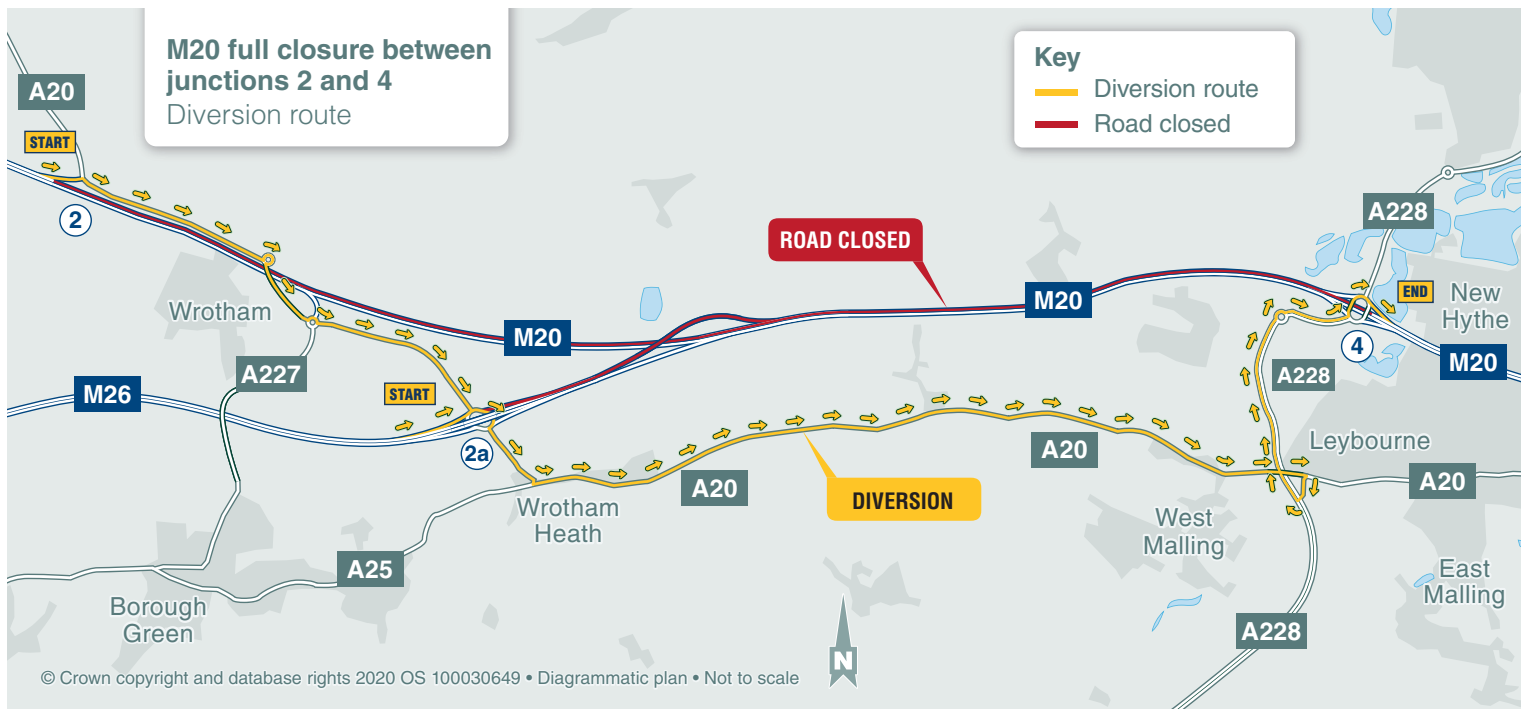 M20 full closure between
junctions 2 and 4
Diversion route
Key
Diversion route
Road closed
A20
START
2
Wrotham
A227
M26
START
2a
M20
ROAD CLOSED
M20
A228
END
New
Hythe
4
M20
A228
Leybourne
A20
A20
A20
DIVERSION
Wrotham
Heath
West
Malling
East
Malling
A25
Borough
Green
A228
N
© Crown copyright and database rights 2020 OS 100030649 • Diagrammatic plan • Not to scale